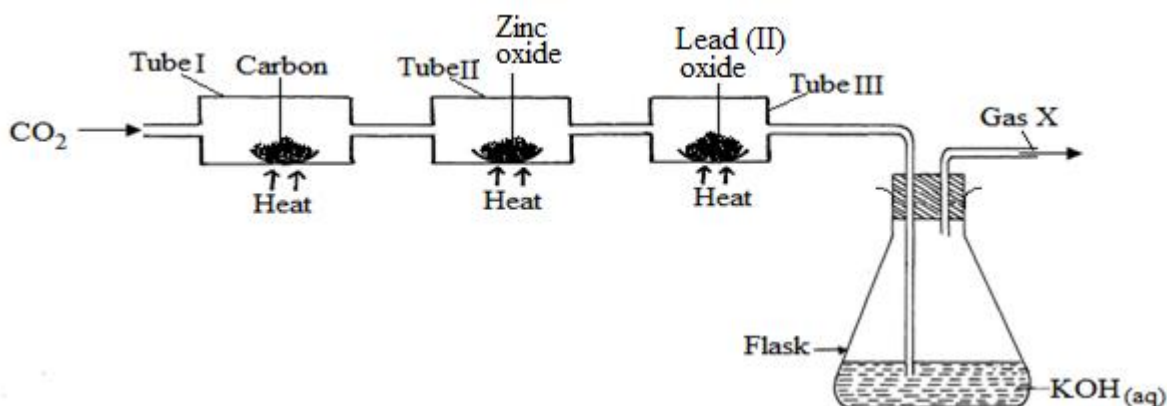 Zinc
oxide
Lead (II)
oxide
Tube I
Carbon
Tube II
Tube III
CO₂
Gas X
Heat
Heat
Heat
Flask
KOH(aq)